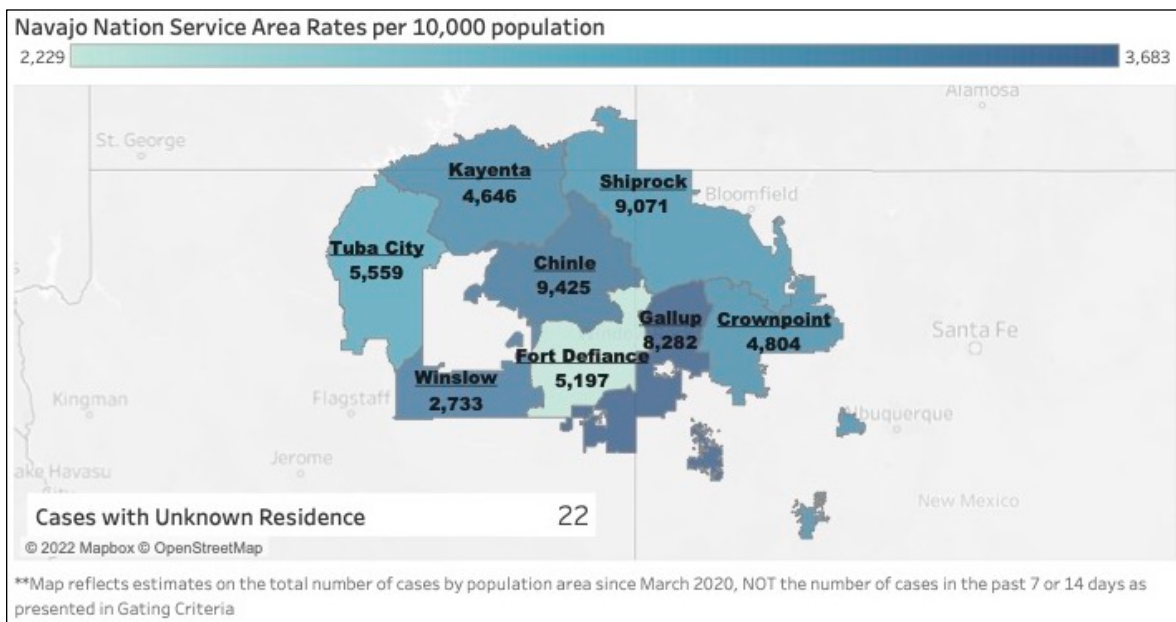 Navajo Nation Service Area Rates per 10,000 population
2,229
3,683
Alamosa
St. George
Kayenta
4,646
Shiprock
9,071
Bloomfield
Tuba City
5,559
Chinle
9,425
Gallup
8,282
Crownpoint
4,804
Santa Fe
Fort Defiance
5,197
Winslow
2,733
Kingman
Flagstaff
Albuquerque
Jerome
ake Havasu
City
New Mexico
Cases with Unknown Residence 22
© 2022 Mapbox © OpenStreetMap
**Map reflects estimates on the total number of cases by population area since March 2020, NOT the number of cases in the past 7 or 14 days as
presented in Gating Criteria